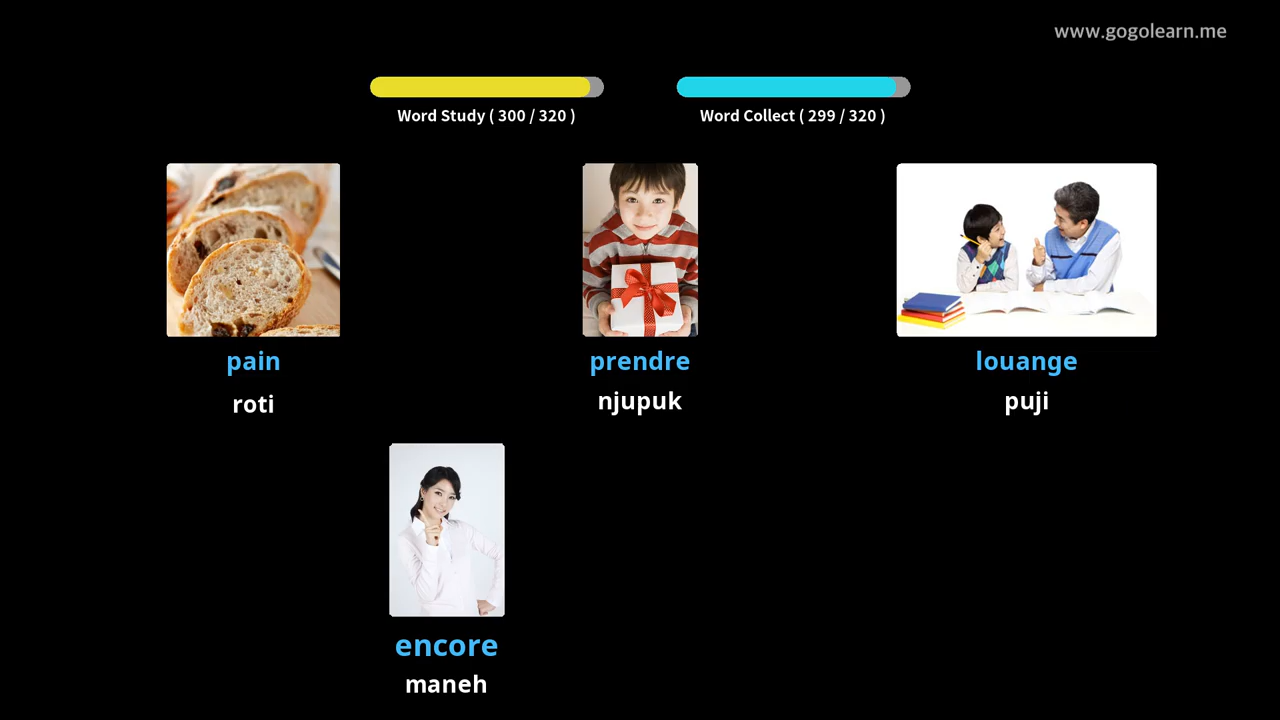 www.gogolearn.me
Word Study ( 300 / 320 )
Word Collect ( 299 / 320 )
pain
roti
prendre
njupuk
louange
puji
encore
maneh